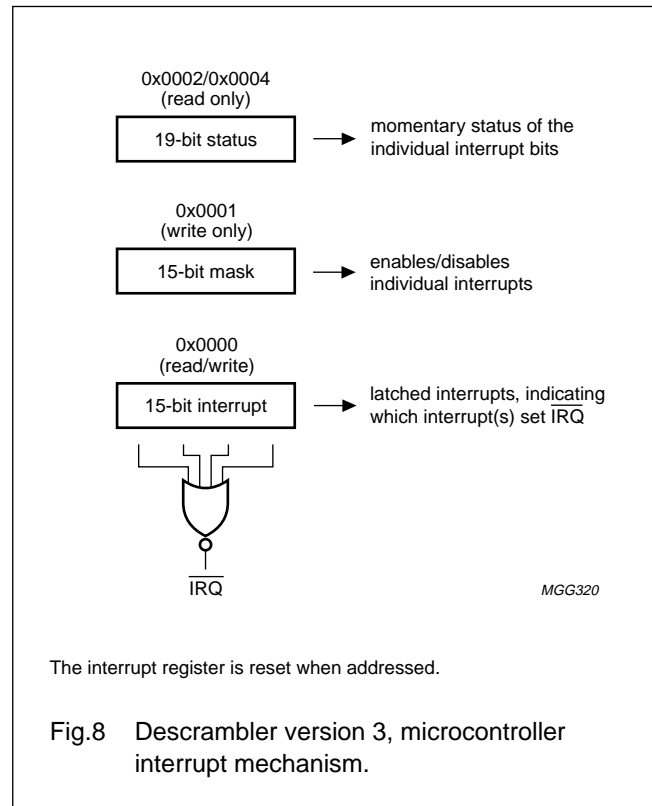 0x0002/0x0004
(read only)
19-bit status
momentary status of the
individual interrupt bits
0x0001
(write only)
15-bit mask
enables/disables
individual interrupts
0x0000
(read/write)
15-bit interrupt
latched interrupts, indicating
which interrupt(s) set I̅R̅Q̅
I̅R̅Q̅
MGG320
The interrupt register is reset when addressed.
Fig.8 Descrambler version 3, microcontroller
interrupt mechanism.